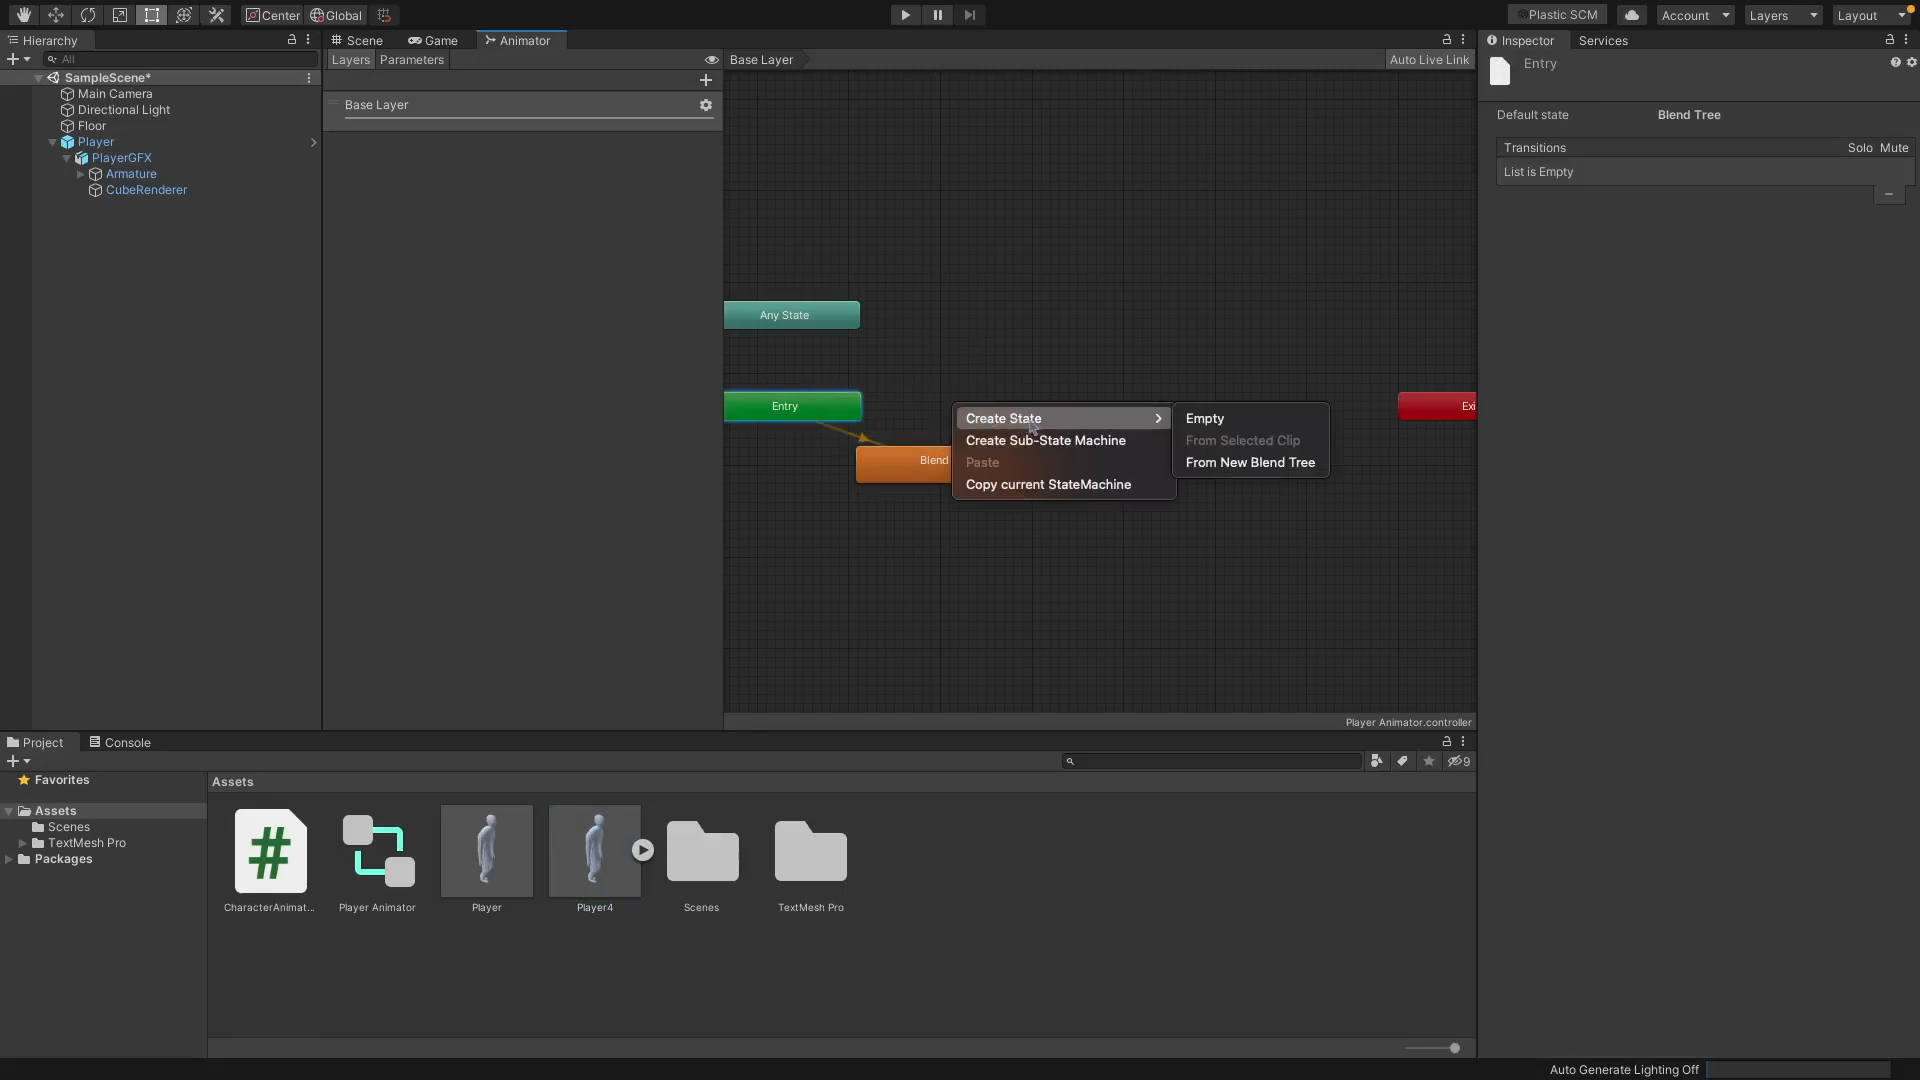 Center
Global
Plastic SCM
Account
Layers
Layout
Hierarchy
All
SampleScene*
Main Camera
Directional Light
Floor
Player
PlayerGFX
Armature
CubeRenderer
Scene
Game
Animator
Layers
Parameters
Base Layer
Auto Live Link
Base Layer
Any State
Entry
Blend
Exi
Create State
Create Sub-State Machine
Paste
Copy current StateMachine
Empty
From Selected Clip
From New Blend Tree
Player Animator.controller
Inspector
Services
Entry
Default state
Blend Tree
Transitions
Solo
Mute
List is Empty
Project
Console
9
Favorites
Assets
Scenes
TextMesh Pro
Packages
Assets
CharacterAnimat...
Player Animator
Player
Player4
Scenes
TextMesh Pro
Auto Generate Lighting Off